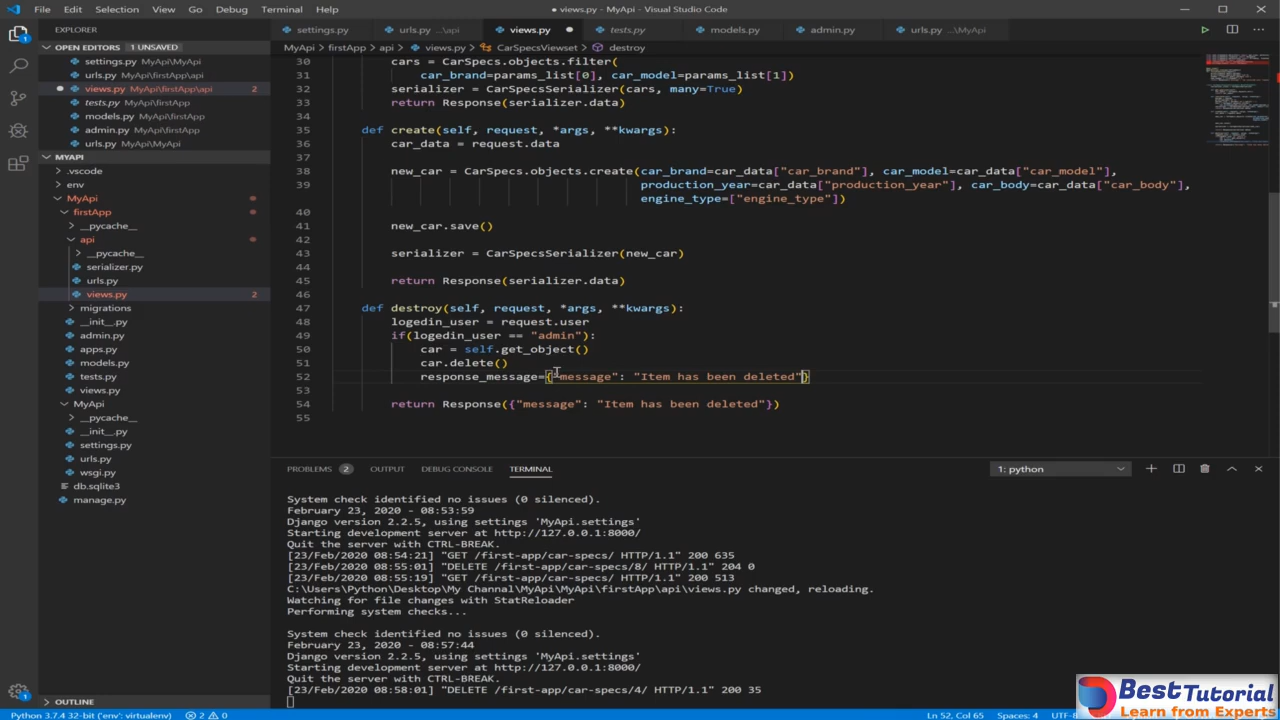 File Edit Selection View Go Debug Terminal Help
● views.py - MyApi - Visual Studio Code
EXPLORER
settings.py urls.py ...\api views.py ● tests.py models.py admin.py urls.py ...\MyApi
OPEN EDITORS 1 UNSAVED
settings.py MyApi\MyApi
urls.py MyApi\firstApp\api
views.py MyApi\firstApp\api 2
tests.py MyApi\firstApp
models.py MyApi\firstApp
admin.py MyApi\firstApp
urls.py MyApi\MyApi
MYAPI
.vscode
env
MyApi
firstApp
__pycache__
api
__pycache__
serializer.py
urls.py
views.py 2
migrations
__init__.py
admin.py
apps.py
models.py
tests.py
views.py
MyApi
__pycache__
__init__.py
settings.py
urls.py
wsgi.py
db.sqlite3
manage.py
OUTLINE
MyApi > firstApp > api > views.py > CarSpecsViewset > destroy
30 cars = CarSpecs.objects.filter(
31 car_brand=params_list[0], car_model=params_list[1])
32 serializer = CarSpecsSerializer(cars, many=True)
33 return Response(serializer.data)
34
35 def create(self, request, *args, **kwargs):
36 car_data = request.data
37
38 new_car = CarSpecs.objects.create(car_brand=car_data["car_brand"], car_model=car_data["car_model"],
39 production_year=car_data["production_year"], car_body=car_data["car_body"],
engine_type=["engine_type"])
40
41 new_car.save()
42
43 serializer = CarSpecsSerializer(new_car)
44
45 return Response(serializer.data)
46
47 def destroy(self, request, *args, **kwargs):
48 logedin_user = request.user
49 if(logedin_user == "admin"):
50 car = self.get_object()
51 car.delete()
52 response_message={"message": "Item has been deleted"}
53
54 return Response({"message": "Item has been deleted"})
55
PROBLEMS 2 OUTPUT DEBUG CONSOLE TERMINAL
1: python
System check identified no issues (0 silenced).
February 23, 2020 - 08:53:59
Django version 2.2.5, using settings 'MyApi.settings'
Starting development server at http://127.0.0.1:8000/
Quit the server with CTRL-BREAK.
[23/Feb/2020 08:54:21] "GET /first-app/car-specs/ HTTP/1.1" 200 635
[23/Feb/2020 08:55:01] "DELETE /first-app/car-specs/8/ HTTP/1.1" 204 0
[23/Feb/2020 08:55:19] "GET /first-app/car-specs/ HTTP/1.1" 200 513
C:\Users\Python\Desktop\My Channal\MyApi\MyApi\firstApp\api\views.py changed, reloading.
Watching for file changes with StatReloader
Performing system checks...
System check identified no issues (0 silenced).
February 23, 2020 - 08:57:44
Django version 2.2.5, using settings 'MyApi.settings'
Starting development server at http://127.0.0.1:8000/
Quit the server with CTRL-BREAK.
[23/Feb/2020 08:58:01] "DELETE /first-app/car-specs/4/ HTTP/1.1" 200 35
BestTutorial
Learn from Experts
Python 3.7.4 32-bit ('env': virtualenv) 2 0
Ln 52, Col 65 Spaces: 4